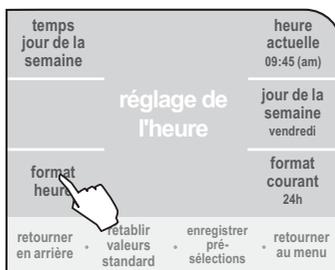 temps
jour de la
semaine
heure
actuelle
09:45 (am)
réglage de
l'heure
jour de la
semaine
vendredi
format
heure
format
courant
24h
retourner
en arrière
rétablir
valeurs
standard
enregistrer
pré-
sélections
retourner
au menu